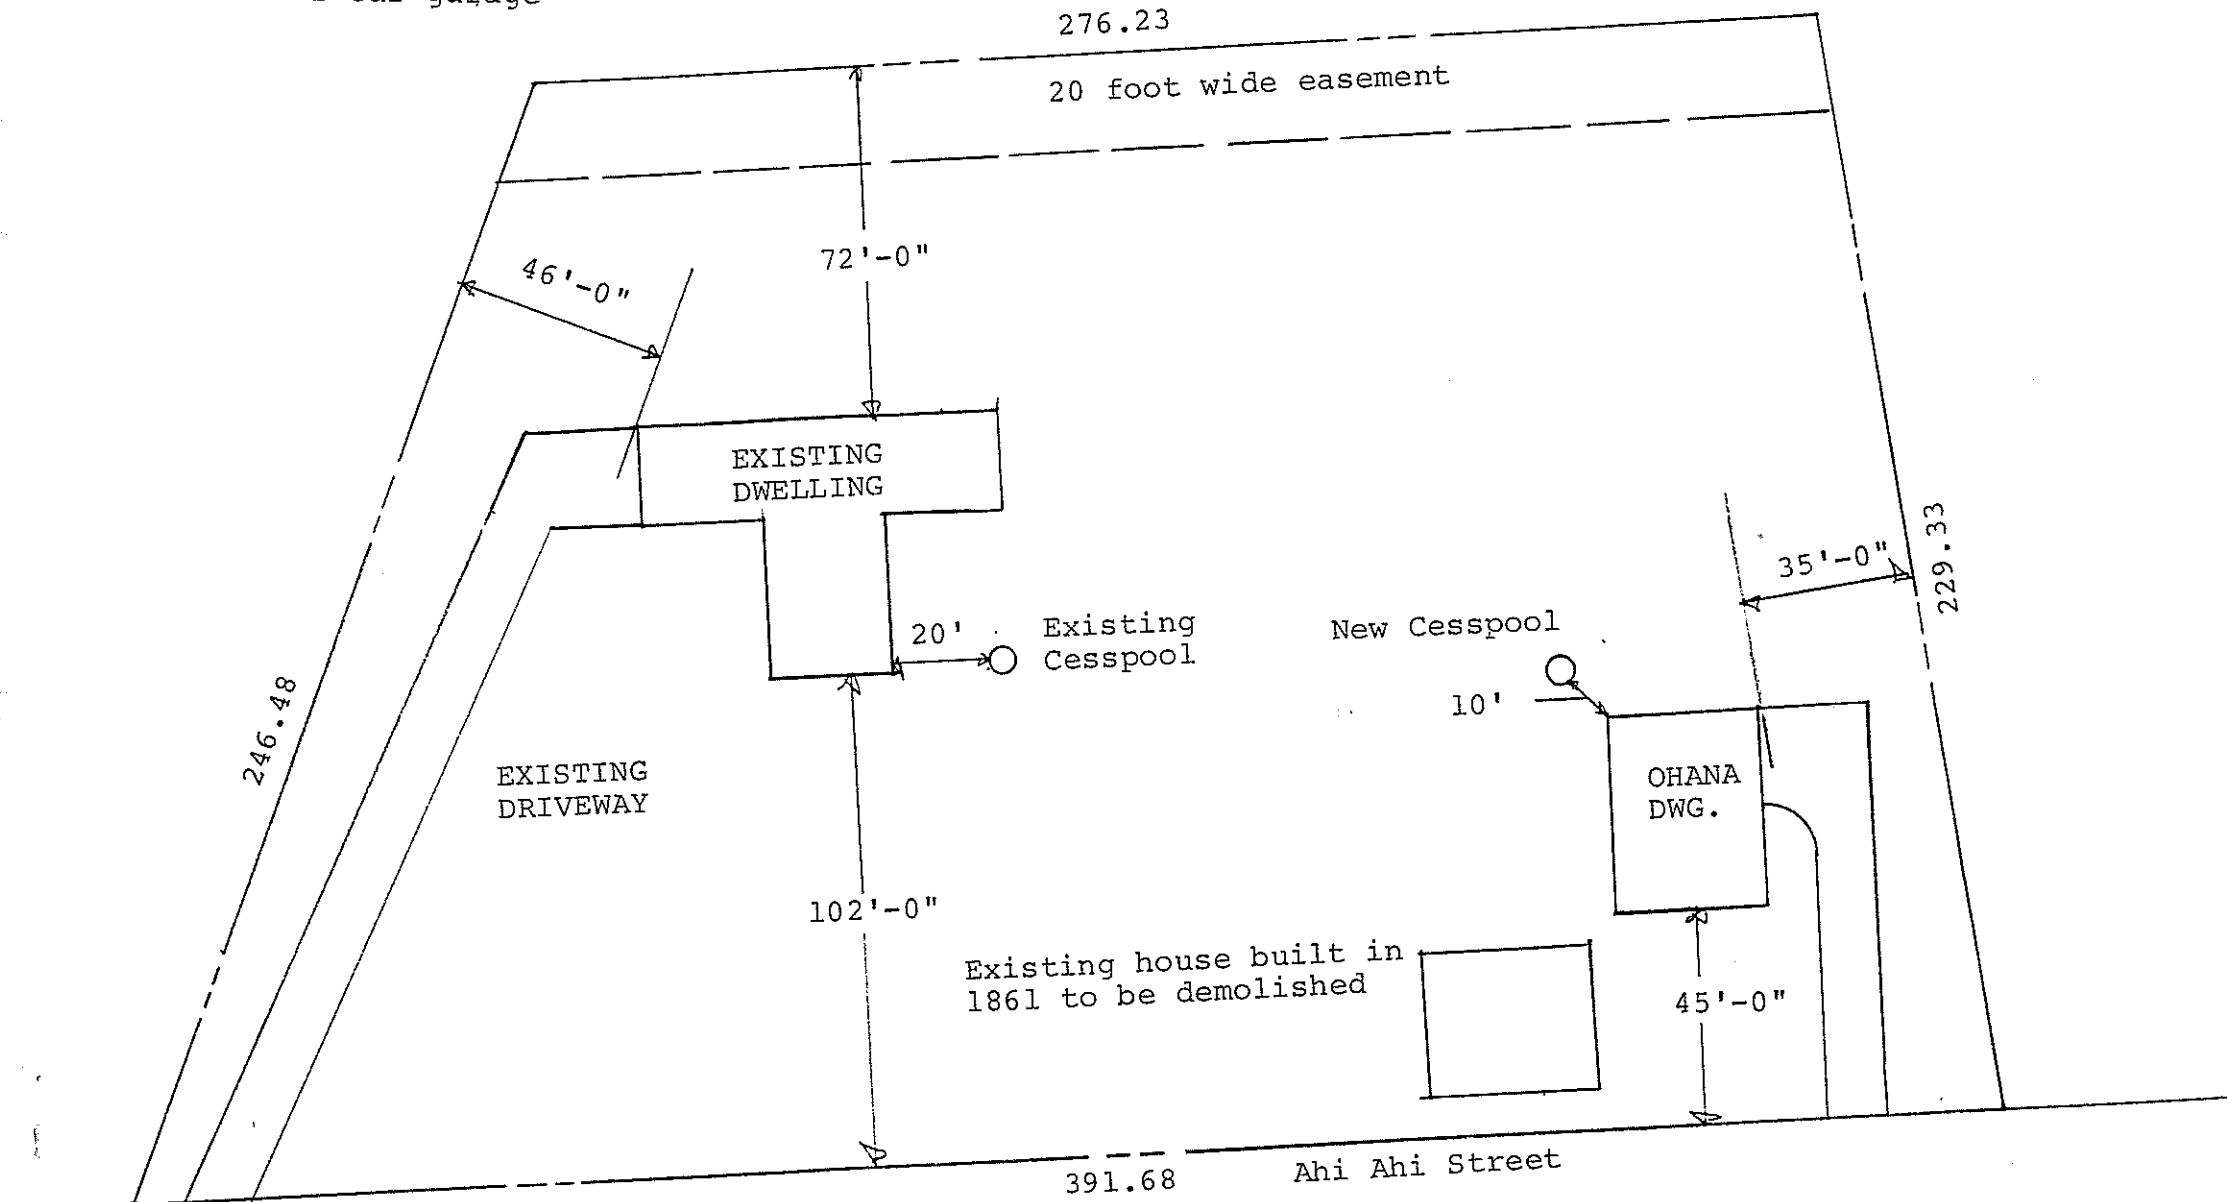 276.23
20 foot wide easement
72'-0"
46'-0"
EXISTING
DWELLING
35'-0"
229.33
20'
Existing
Cesspool
New Cesspool
10'
246.48
EXISTING
DRIVEWAY
OHANA
DWG.
102'-0"
Existing house built in
1861 to be demolished
45'-0"
391.68
Ahi Ahi Street